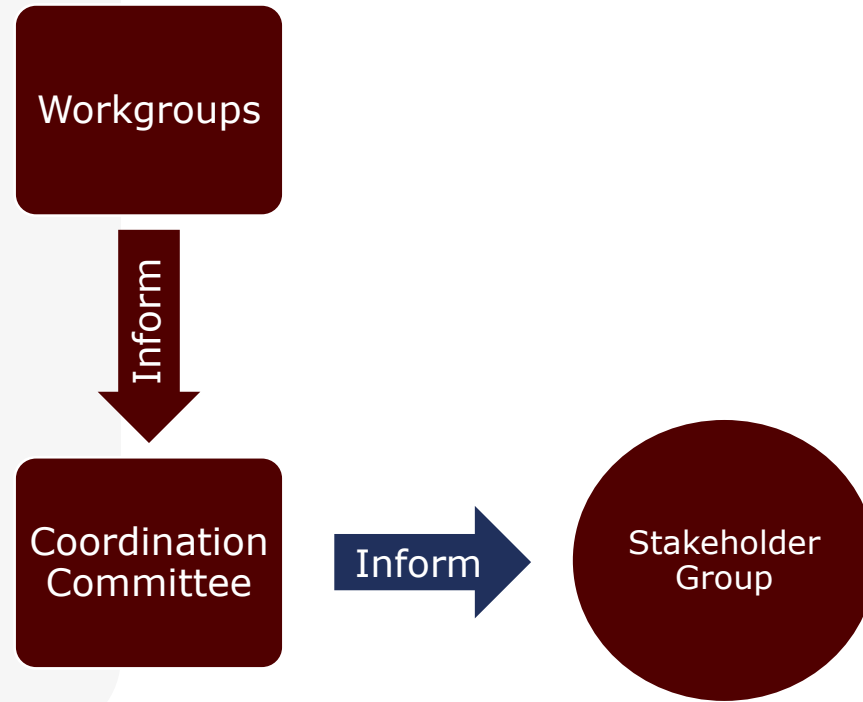 Workgroups
Inform
Coordination
Committee
Inform
Stakeholder
Group